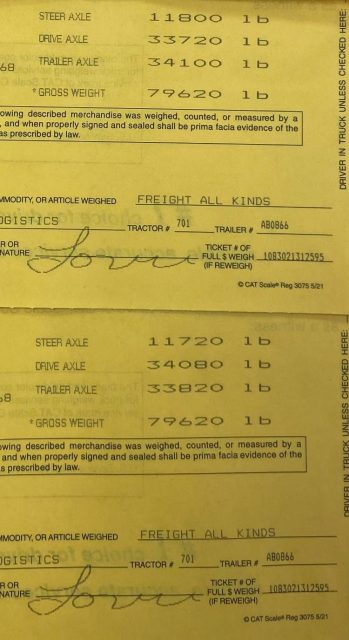 STEER AXLE 11800 lb
DRIVE AXLE 33720 lb
68 TRAILER AXLE 34100 lb
*GROSS WEIGHT 79620 lb
owing described merchandise was weighed, counted, or measured by a
, and when properly signed and sealed shall be prima facia evidence of the
as prescribed by law.
DRIVER IN TRUCK UNLESS CHECKED HERE:
MMODITY, OR ARTICLE WEIGHED FREIGHT ALL KINDS
OGISTICS TRACTOR # 701 TRAILER # AB0866
R OR
NATURE
TICKET # OF
FULL $ WEIGH 1083021312595
(IF REWEIGH)
© CAT Scale® Reg 3075 5/21
STEER AXLE 11720 lb
DRIVE AXLE 34080 lb
68 TRAILER AXLE 33820 lb
*GROSS WEIGHT 79620 lb
owing described merchandise was weighed, counted, or measured by a
, and when properly signed and sealed shall be prima facia evidence of the
as prescribed by law.
DRIVER IN TRUCK UNLESS CHECKED HERE:
MMODITY, OR ARTICLE WEIGHED FREIGHT ALL KINDS
OGISTICS TRACTOR # 701 TRAILER # AB0866
R OR
NATURE
TICKET # OF
FULL $ WEIGH 1083021312595
(IF REWEIGH)
© CAT Scale® Reg 3075 5/21